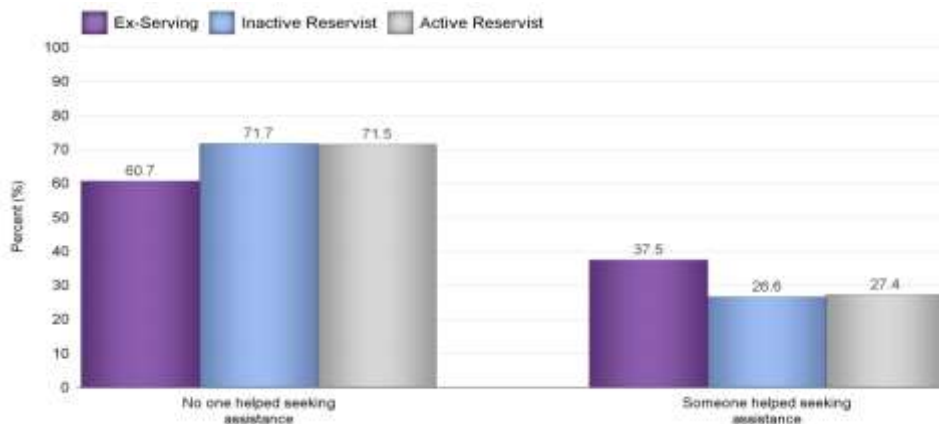 Ex-Serving Inactive Reservist Active Reservist
Percent (%)
100
90
80
70
60
50
40
30
20
10
0
60.7 71.7 71.5
37.5 26.6 27.4
No one helped seeking
assistance
Someone helped seeking
assistance